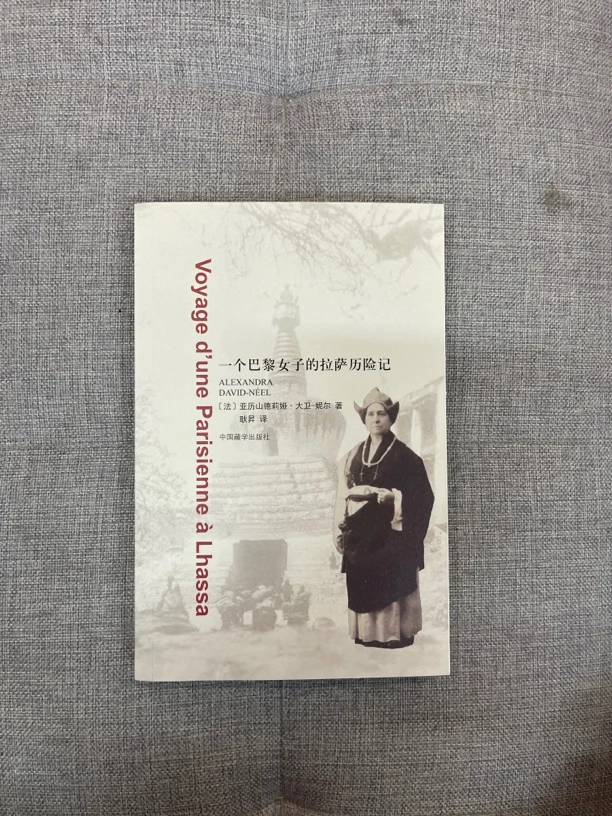 Voyage d'une Parisienne à Lhassa
一个巴黎女子的拉萨历险记
ALEXANDRA
DAVID-NÉEL
［法］亚历山德莉娅·大卫-妮尔 著
耿昇 译
中国藏学出版社